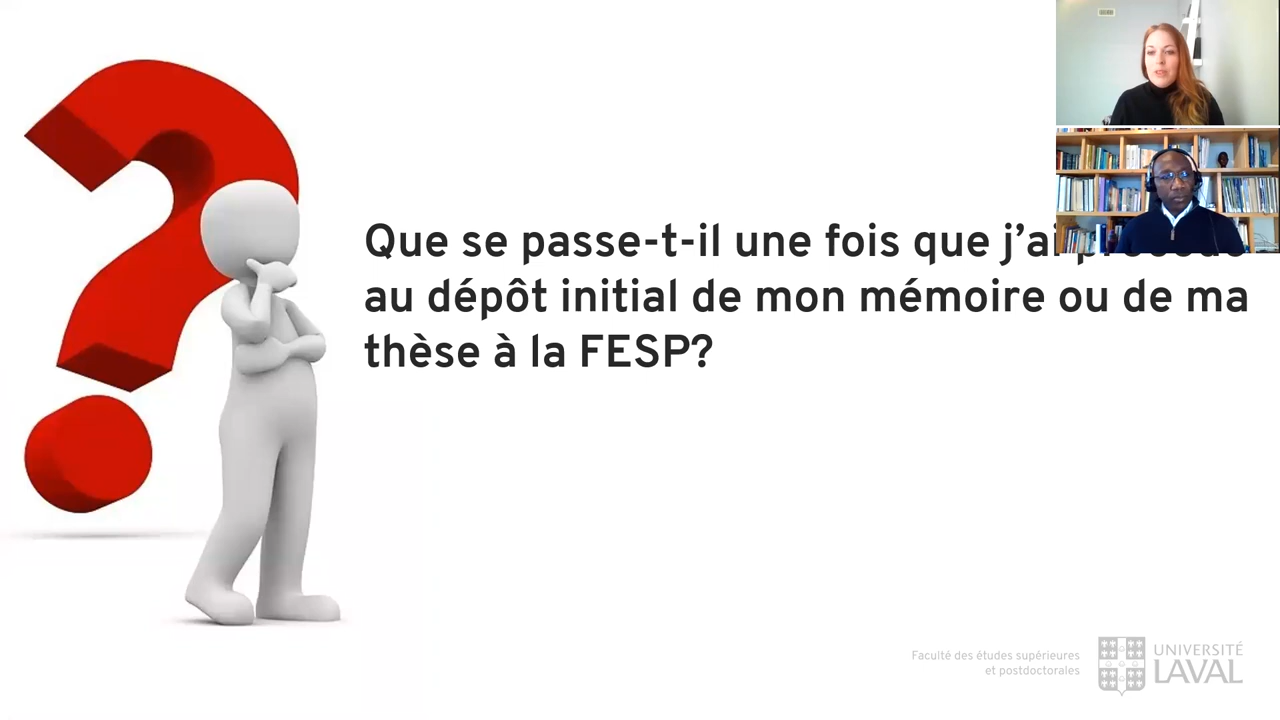 Que se passe-t-il une fois que j'ai
au dépôt initial de mon mémoire ou de ma
thèse à la FESP?
Faculté des études supérieures
et postdoctorales
UNIVERSITÉ
LAVAL